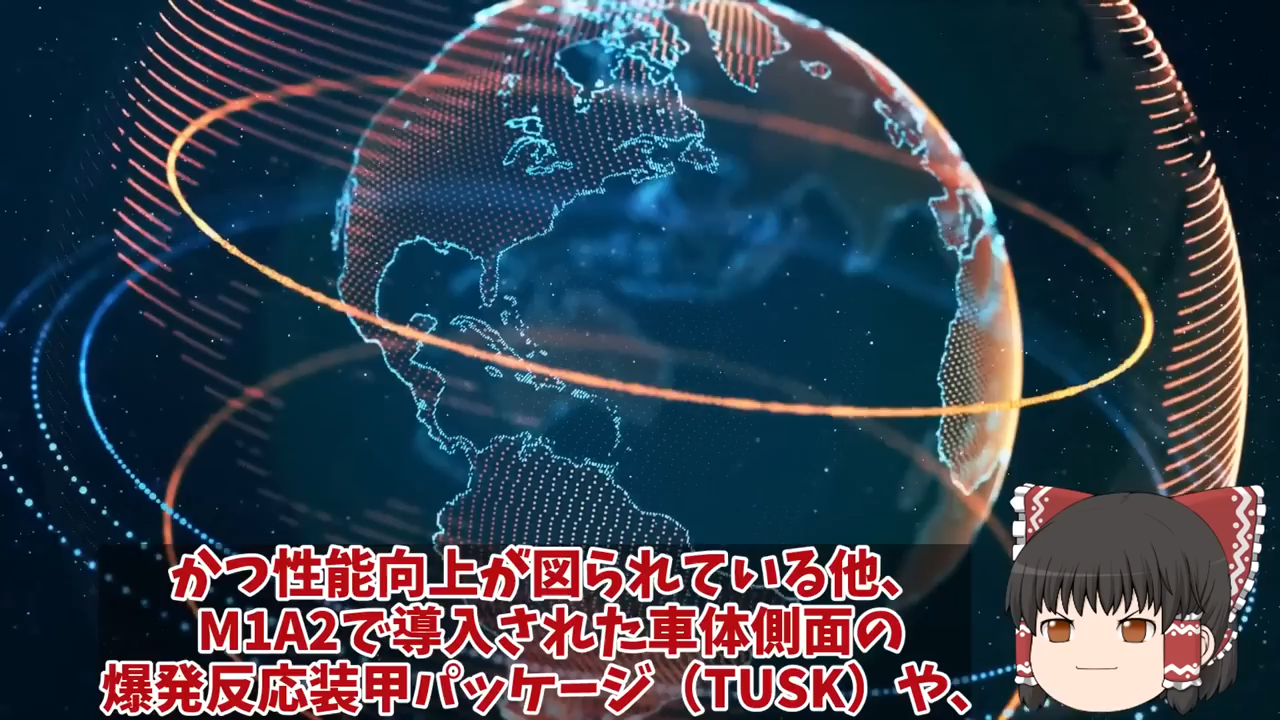 かつ性能向上が図られている他、
M1A2で導入された車体側面の
爆発反応装甲パッケージ（TUSK）や、